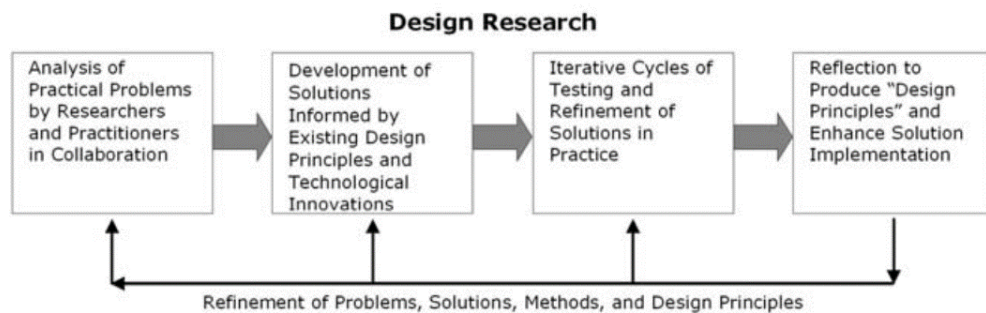 Design Research
Analysis of
Practical Problems
by Researchers
and Practitioners
in Collaboration
Development of
Solutions
Informed by
Existing Design
Principles and
Technological
Innovations
Iterative Cycles of
Testing and
Refinement of
Solutions in
Practice
Reflection to
Produce “Design
Principles” and
Enhance Solution
Implementation
Refinement of Problems, Solutions, Methods, and Design Principles